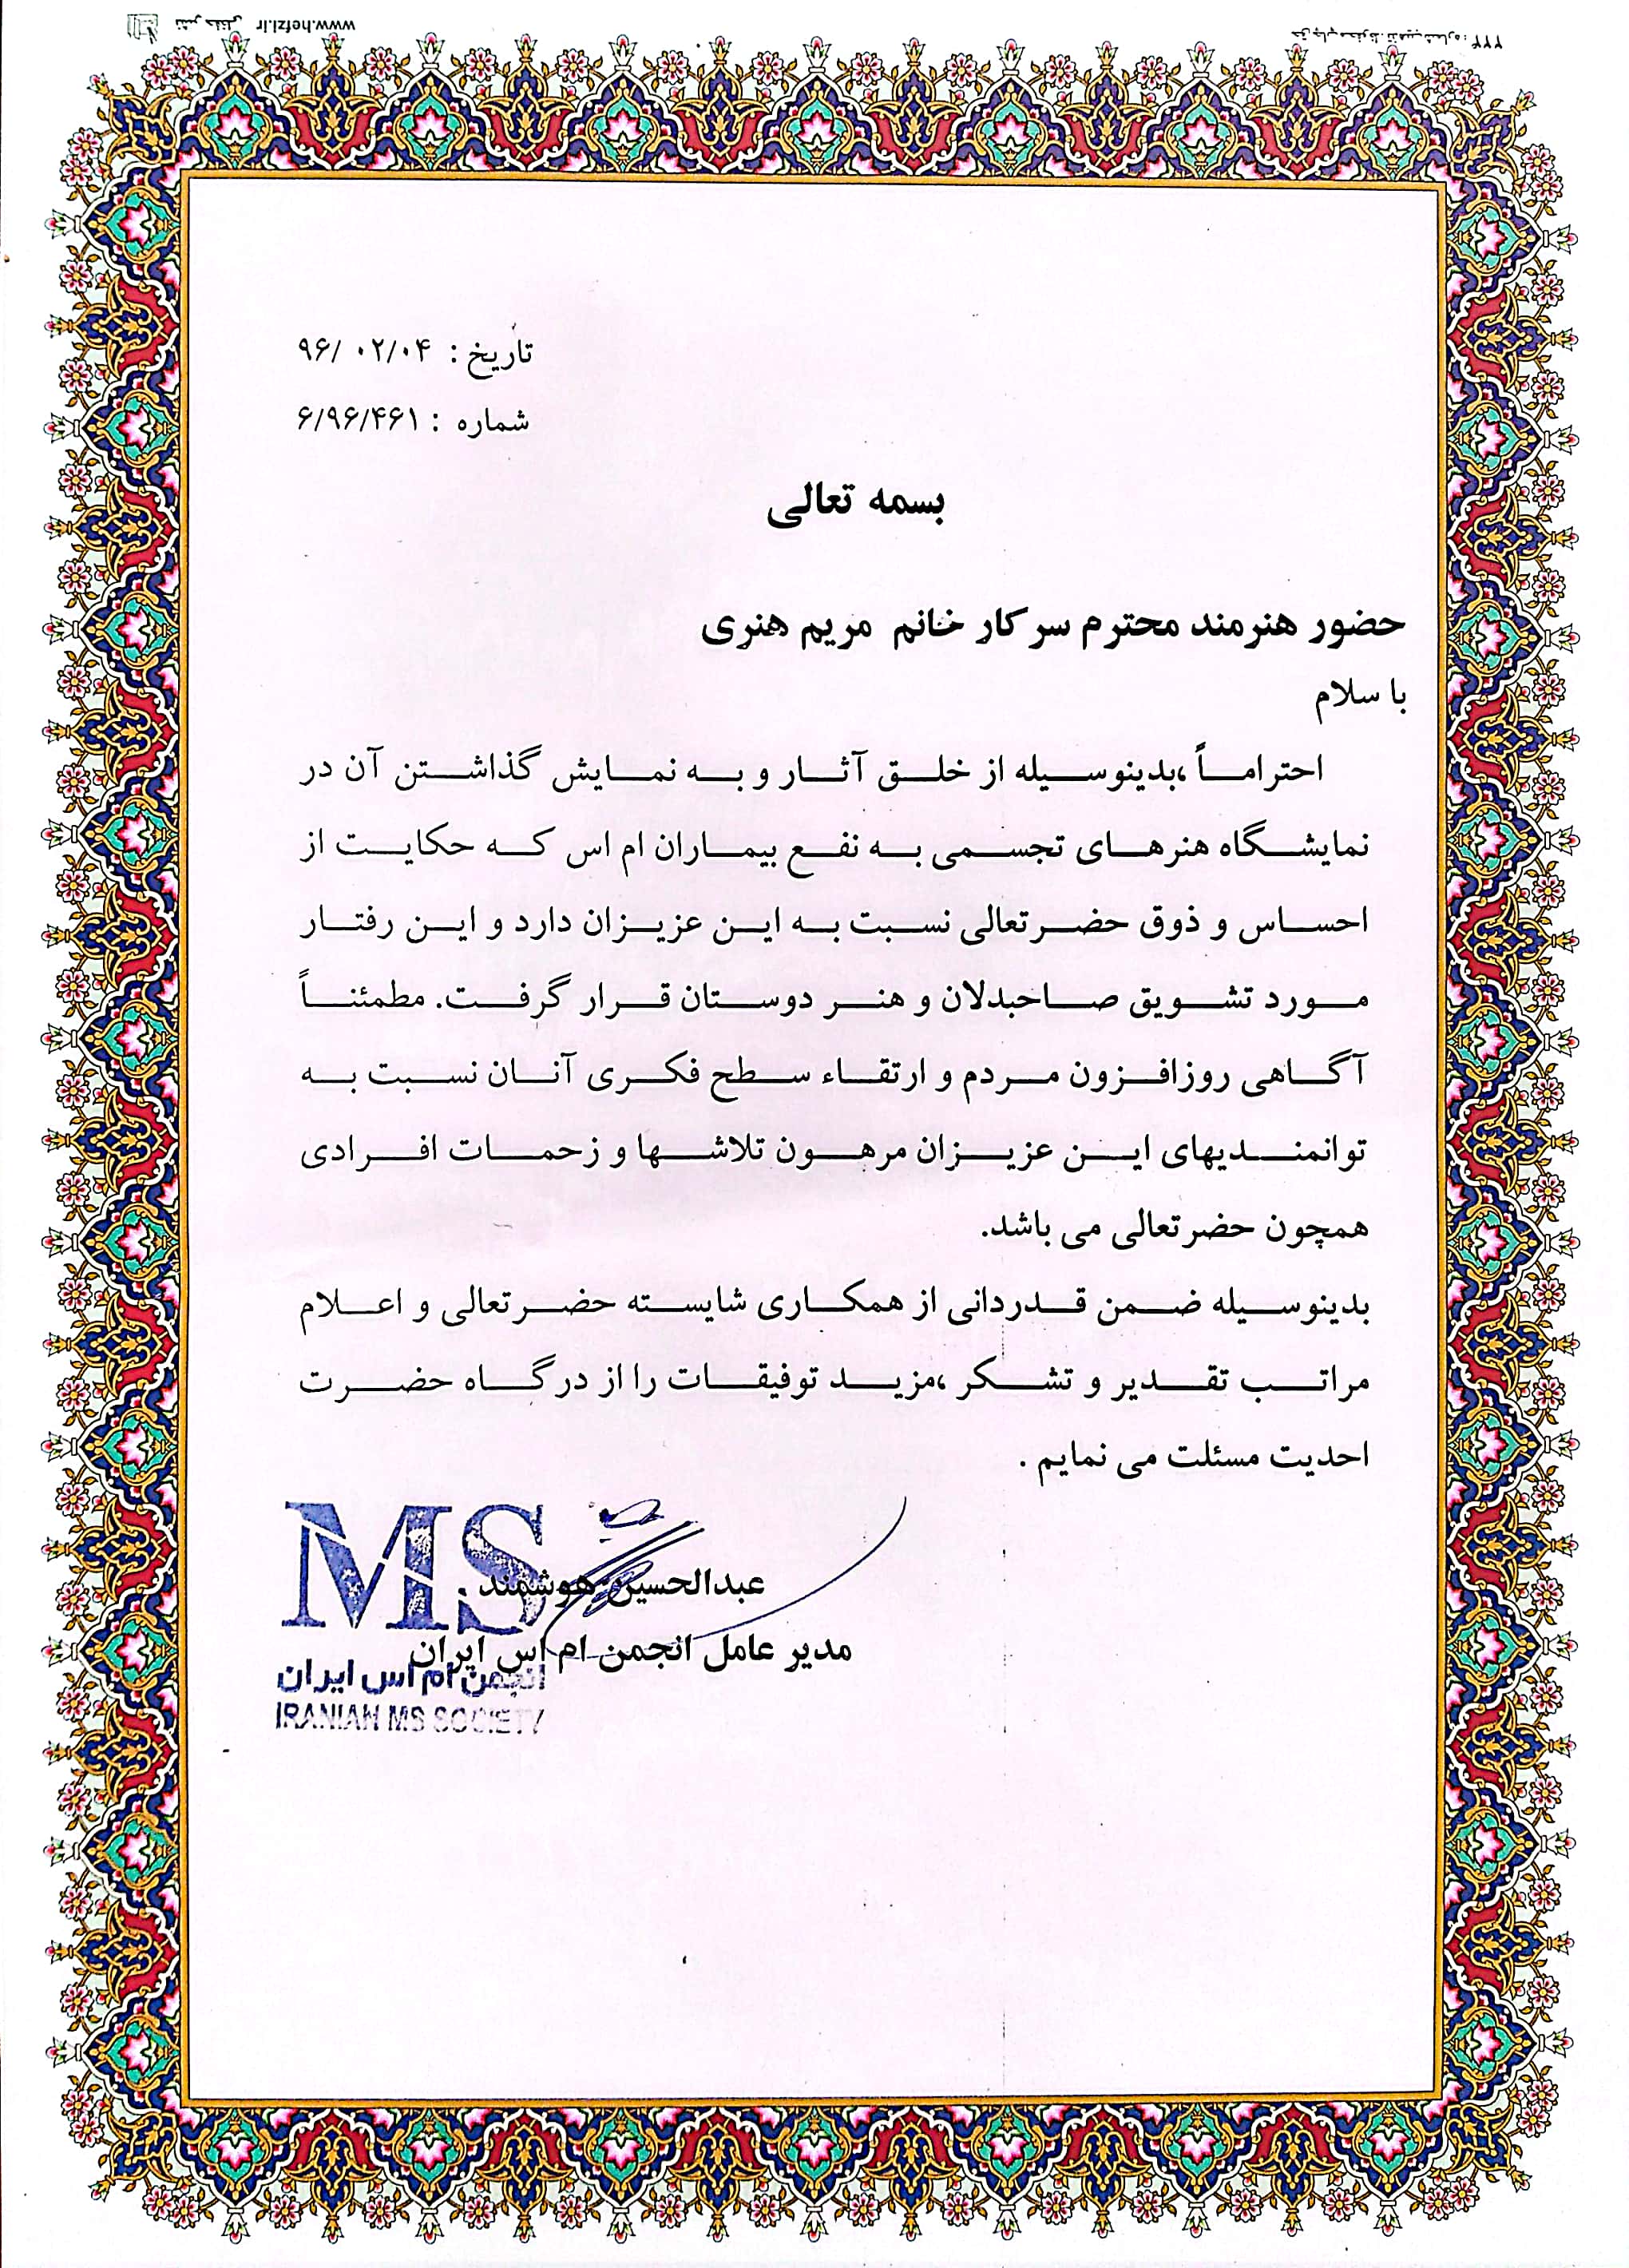 www.hefzi.ir نشر حفظی
تاریخ : ۹۶/ ۰۲/۰۴
شماره : ۶/۹۶/۴۶۱
بسمه تعالی
حضور هنرمند محترم سرکار خانم مریم هنری
با سلام
احتراماً ،بدینوسیله از خلق آثار و به نمایش گذاشتن آن در
نمایشگاه هنرهای تجسمی به نفع بیماران ام اس که حکایت از
احساس و ذوق حضرتعالی نسبت به این عزیزان دارد و این رفتار
مورد تشویق صاحبدلان و هنر دوستان قرار گرفت. مطمئناً
آگاهی روزافزون مردم و ارتقاء سطح فکری آنان نسبت به
توانمندیهای این عزیزان مرهون تلاشها و زحمات افرادی
همچون حضرتعالی می باشد.
بدینوسیله ضمن قدردانی از همکاری شایسته حضرتعالی و اعلام
مراتب تقدیر و تشکر ،مزید توفیقات را از درگاه حضرت
احدیت مسئلت می نمایم .
MS
عبدالحسین هوشمند
مدیر عامل انجمن ام اس ایران
انجمن ام اس ایران
IRANIAN MS SOCIETY